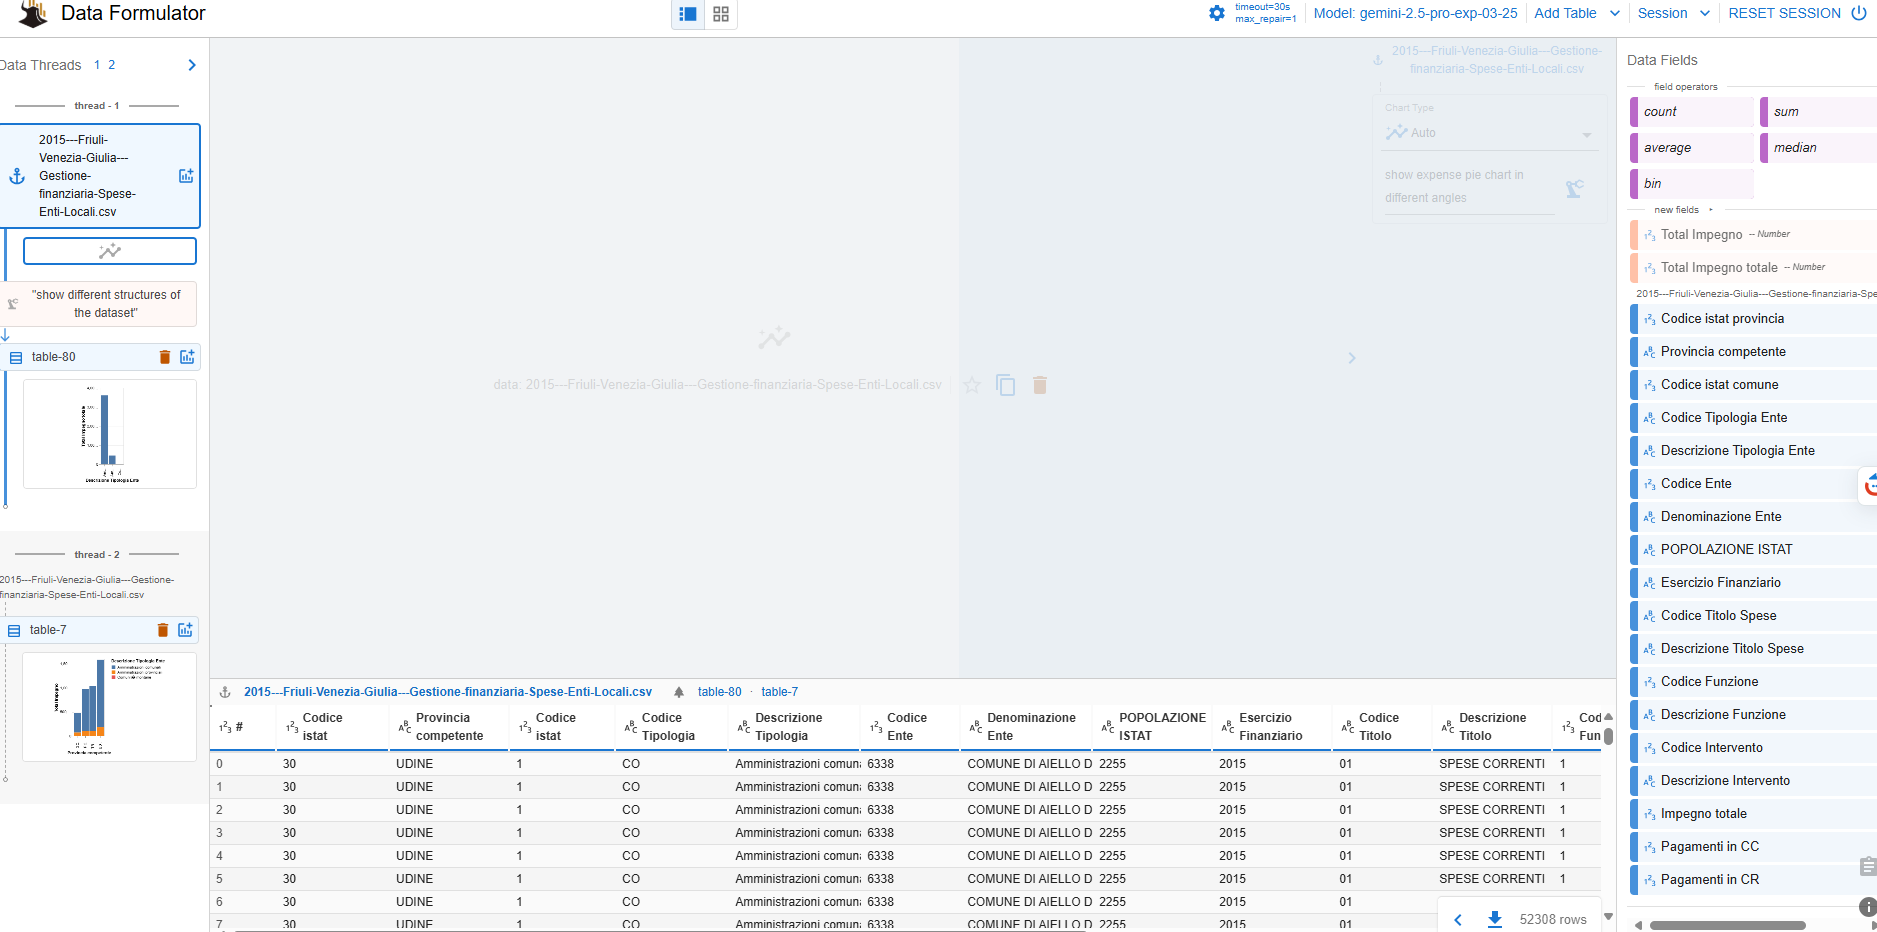 Data Formulator
timeout=30s
max_repair=1
Model: gemini-2.5-pro-exp-03-25
Add Table
Session
RESET SESSION
Data Threads 1 2
thread - 1
2015---Friuli-
Venezia-Giulia---
Gestione-
finanziaria-Spese-
Enti-Locali.csv
"show different structures of
the dataset"
table-80
Descrizione Tipologia Ente
thread - 2
2015---Friuli-Venezia-Giulia---Gestione-
finanziaria-Spese-Enti-Locali.csv
table-7
Descrizione Tipologia Ente
Amministrazioni comunali
Amministrazioni provinciali
Comunità montane
Provincia competente
data: 2015---Friuli-Venezia-Giulia---Gestione-finanziaria-Spese-Enti-Locali.csv
2015---Friuli-Venezia-Giulia---Gestione-
finanziaria-Spese-Enti-Locali.csv
Chart Type
Auto
show expense pie chart in
different angles
2015---Friuli-Venezia-Giulia---Gestione-finanziaria-Spese-Enti-Locali.csv table-80 · table-7
# Codice istat Provincia competente Codice istat Codice Tipologia Descrizione Tipologia Codice Ente Denominazione Ente POPOLAZIONE ISTAT Esercizio Finanziario Codice Titolo Descrizione Titolo Cod Fun
0 30 UDINE 1 CO Amministrazioni comun 6338 COMUNE DI AIELLO D 2255 2015 01 SPESE CORRENTI 1
1 30 UDINE 1 CO Amministrazioni comun 6338 COMUNE DI AIELLO D 2255 2015 01 SPESE CORRENTI 1
2 30 UDINE 1 CO Amministrazioni comun 6338 COMUNE DI AIELLO D 2255 2015 01 SPESE CORRENTI 1
3 30 UDINE 1 CO Amministrazioni comun 6338 COMUNE DI AIELLO D 2255 2015 01 SPESE CORRENTI 1
4 30 UDINE 1 CO Amministrazioni comun 6338 COMUNE DI AIELLO D 2255 2015 01 SPESE CORRENTI 1
5 30 UDINE 1 CO Amministrazioni comun 6338 COMUNE DI AIELLO D 2255 2015 01 SPESE CORRENTI 1
6 30 UDINE 1 CO Amministrazioni comun 6338 COMUNE DI AIELLO D 2255 2015 01
7 30 UDINE 1 CO Amministrazioni comun 6338 COMUNE DI AIELLO D 2255 2015 01
52308 rows
Data Fields
field operators
count sum
average median
bin
new fields
Total Impegno -- Number
Total Impegno totale -- Number
2015---Friuli-Venezia-Giulia---Gestione-finanziaria-Spe
Codice istat provincia
Provincia competente
Codice istat comune
Codice Tipologia Ente
Descrizione Tipologia Ente
Codice Ente
Denominazione Ente
POPOLAZIONE ISTAT
Esercizio Finanziario
Codice Titolo Spese
Descrizione Titolo Spese
Codice Funzione
Descrizione Funzione
Codice Intervento
Descrizione Intervento
Impegno totale
Pagamenti in CC
Pagamenti in CR